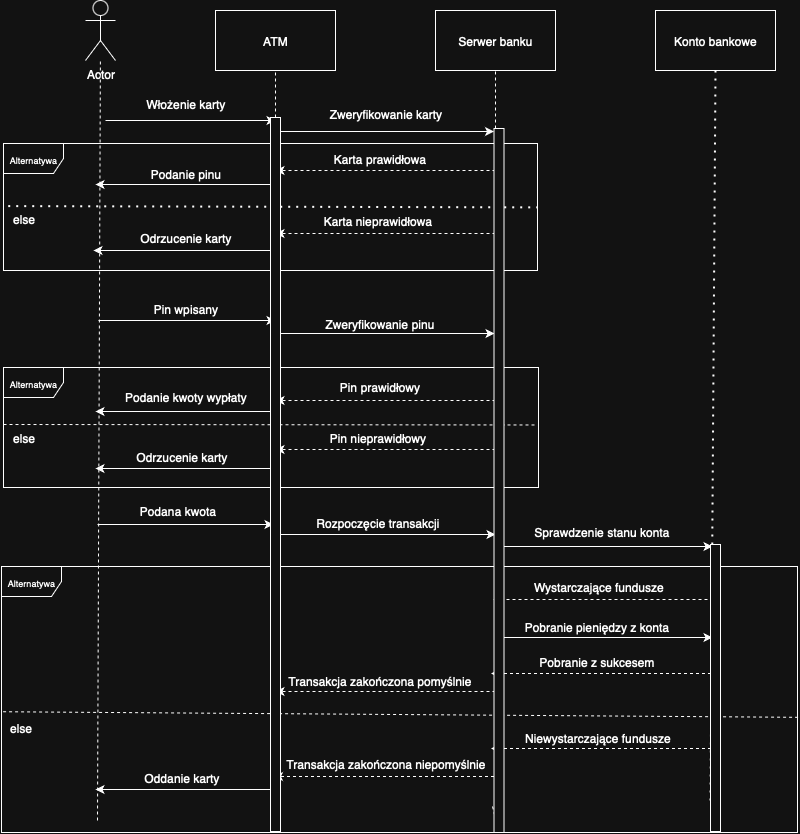 Actor
ATM
Serwer banku
Konto bankowe
Włożenie karty
Zweryfikowanie karty
Alternatywa
Karta prawidłowa
Podanie pinu
else
Karta nieprawidłowa
Odrzucenie karty
Pin wpisany
Zweryfikowanie pinu
Alternatywa
Pin prawidłowy
Podanie kwoty wypłaty
else
Pin nieprawidłowy
Odrzucenie karty
Podana kwota
Rozpoczęcie transakcji
Sprawdzenie stanu konta
Alternatywa
Wystarczające fundusze
Pobranie pieniędzy z konta
Pobranie z sukcesem
Transakcja zakończona pomyślnie
else
Niewystarczające fundusze
Transakcja zakończona niepomyślnie
Oddanie karty